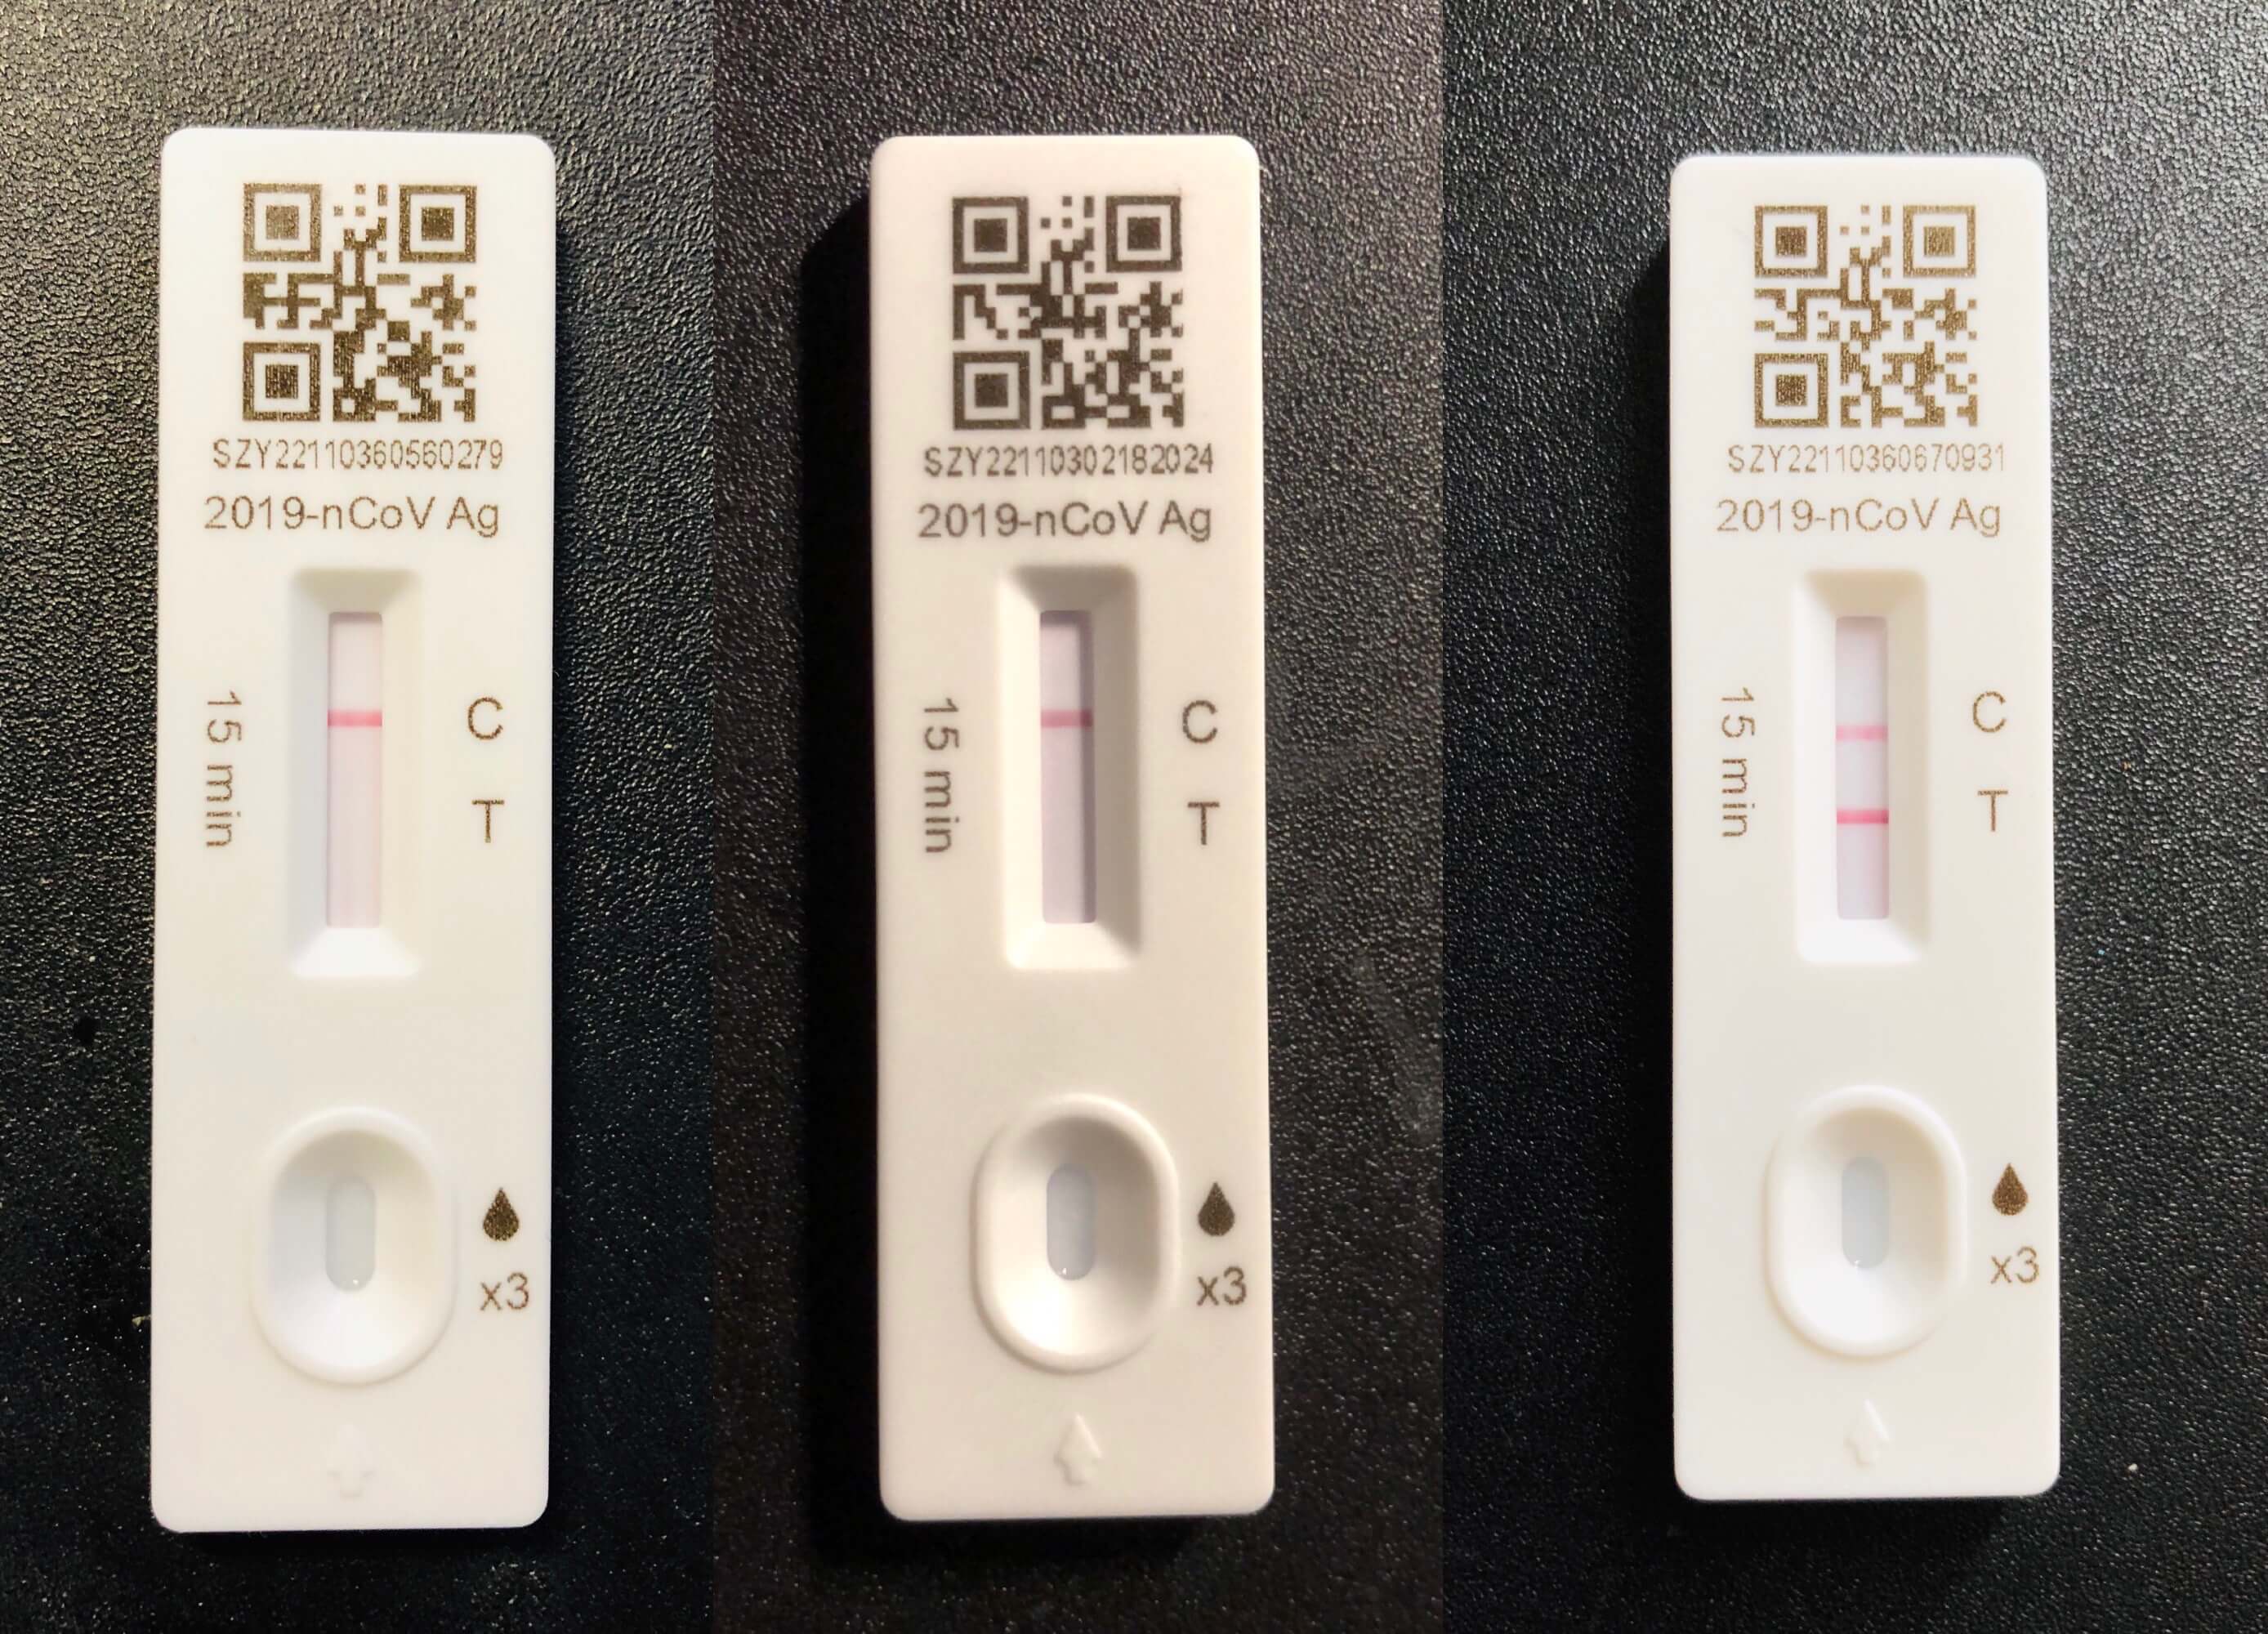 SZY22110360560279
2019-nCoV Ag
15 min
C
T
x3
SZY22110302182024
2019-nCoV Ag
15 min
C
T
x3
SZY22110360670931
2019-nCoV Ag
15 min
C
T
x3